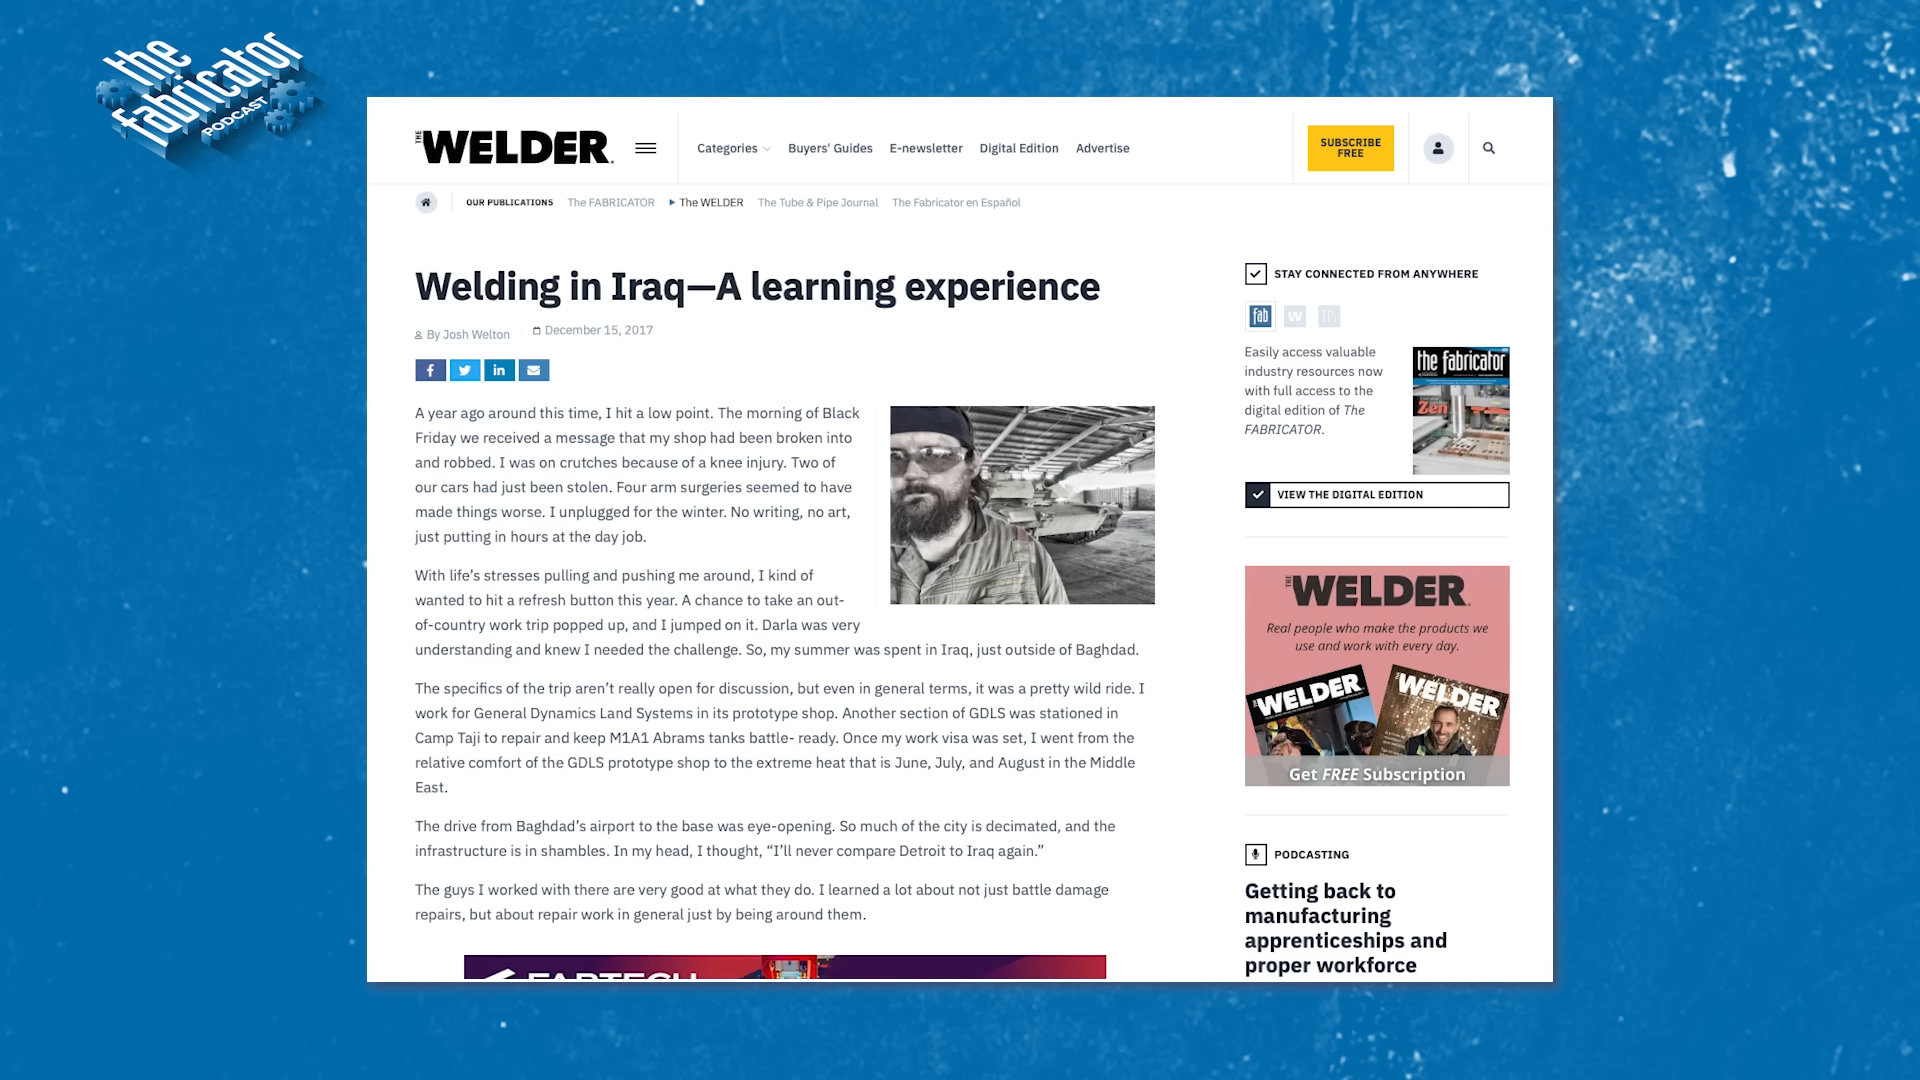 the
fabricator
PODCAST
THE WELDER.
Categories
Buyers' Guides
E-newsletter
Digital Edition
Advertise
SUBSCRIBE
FREE
OUR PUBLICATIONS
The FABRICATOR
The WELDER
The Tube & Pipe Journal
The Fabricator en Español
Welding in Iraq—A learning experience
By Josh Welton
December 15, 2017
A year ago around this time, I hit a low point. The morning of Black
Friday we received a message that my shop had been broken into
and robbed. I was on crutches because of a knee injury. Two of
our cars had just been stolen. Four arm surgeries seemed to have
made things worse. I unplugged for the winter. No writing, no art,
just putting in hours at the day job.
With life’s stresses pulling and pushing me around, I kind of
wanted to hit a refresh button this year. A chance to take an out-
of-country work trip popped up, and I jumped on it. Darla was very
understanding and knew I needed the challenge. So, my summer was spent in Iraq, just outside of Baghdad.
The specifics of the trip aren’t really open for discussion, but even in general terms, it was a pretty wild ride. I
work for General Dynamics Land Systems in its prototype shop. Another section of GDLS was stationed in
Camp Taji to repair and keep M1A1 Abrams tanks battle- ready. Once my work visa was set, I went from the
relative comfort of the GDLS prototype shop to the extreme heat that is June, July, and August in the Middle
East.
The drive from Baghdad’s airport to the base was eye-opening. So much of the city is decimated, and the
infrastructure is in shambles. In my head, I thought, “I’ll never compare Detroit to Iraq again.”
The guys I worked with there are very good at what they do. I learned a lot about not just battle damage
repairs, but about repair work in general just by being around them.
FABTECH
STAY CONNECTED FROM ANYWHERE
fab
W
Easily access valuable
industry resources now
with full access to the
digital edition of The
FABRICATOR.
the fabricator
Zen
VIEW THE DIGITAL EDITION
THE WELDER.
Real people who make the products we
use and work with every day.
WELDER
WELDER
Get FREE Subscription
PODCASTING
Getting back to
manufacturing
apprenticeships and
proper workforce